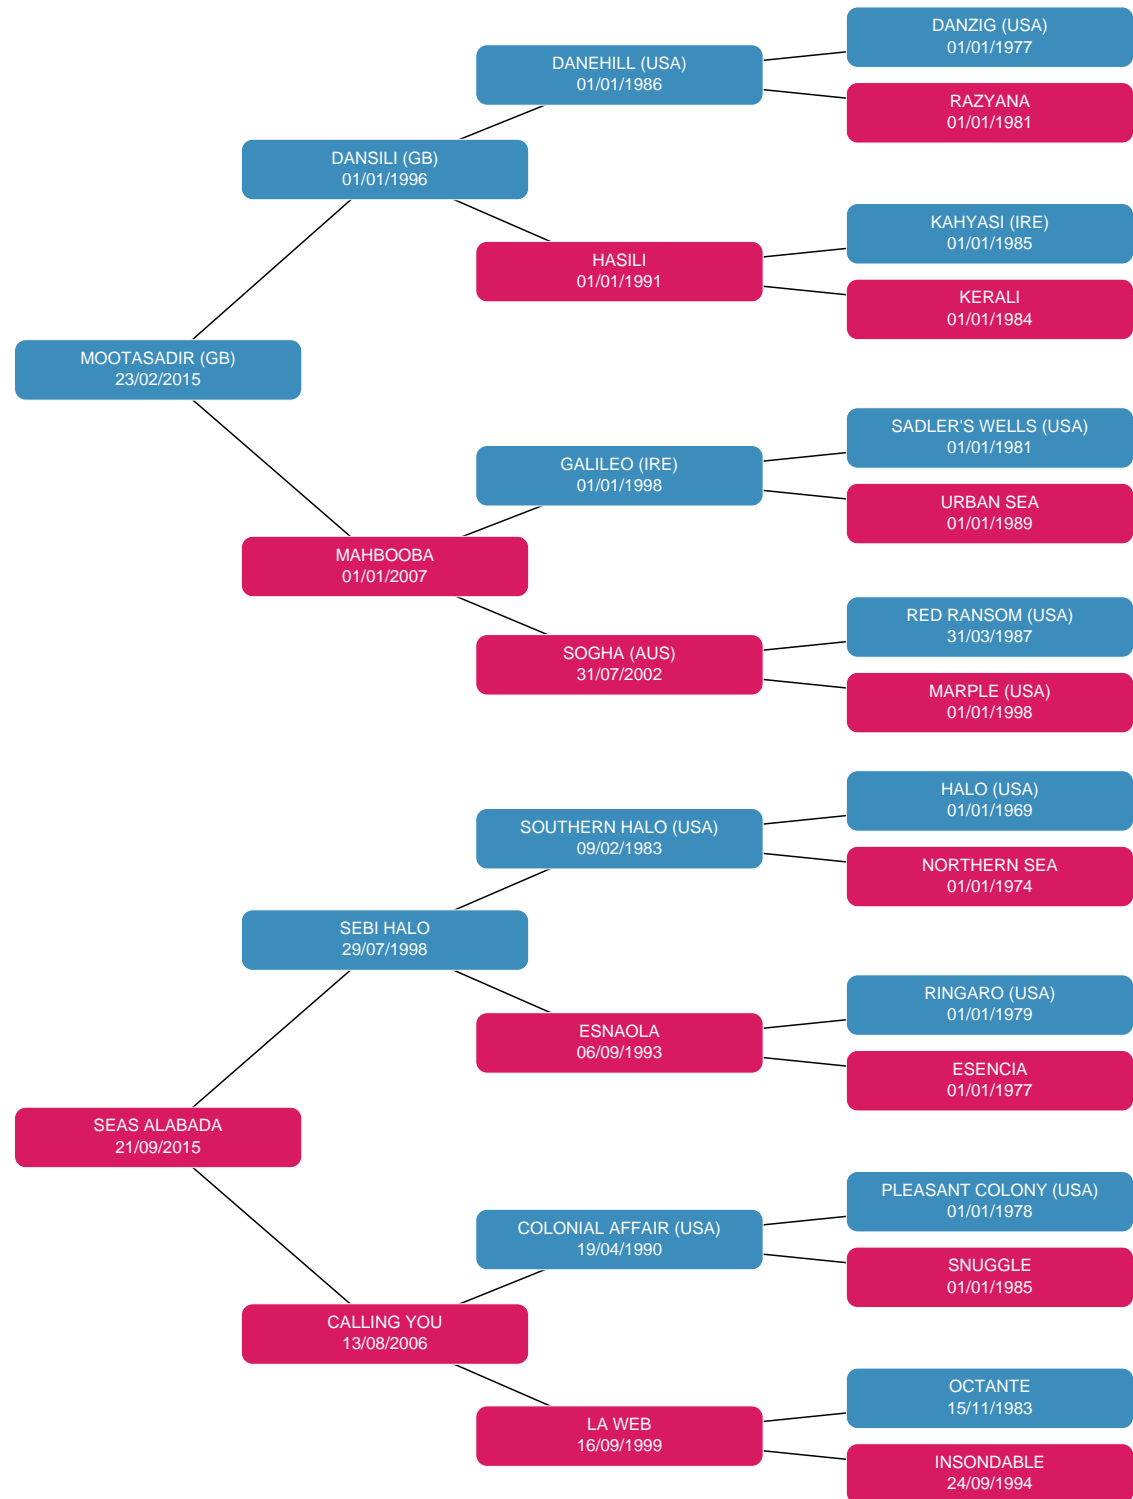 DANZIG (USA)
01/01/1977
DANEHILL (USA)
01/01/1986
RAZYANA
01/01/1981
DANSILI (GB)
01/01/1996
KAHYASI (IRE)
01/01/1985
HASILI
01/01/1991
KERALI
01/01/1984
MOOTASADIR (GB)
23/02/2015
SADLER'S WELLS (USA)
01/01/1981
GALILEO (IRE)
01/01/1998
URBAN SEA
01/01/1989
MAHBOOBA
01/01/2007
RED RANSOM (USA)
31/03/1987
SOGHA (AUS)
31/07/2002
MARPLE (USA)
01/01/1998
HALO (USA)
01/01/1969
SOUTHERN HALO (USA)
09/02/1983
NORTHERN SEA
01/01/1974
SEBI HALO
29/07/1998
RINGARO (USA)
01/01/1979
ESNAOLA
06/09/1993
ESENCIA
01/01/1977
SEAS ALABADA
21/09/2015
PLEASANT COLONY (USA)
01/01/1978
COLONIAL AFFAIR (USA)
19/04/1990
SNUGGLE
01/01/1985
CALLING YOU
13/08/2006
OCTANTE
15/11/1983
LA WEB
16/09/1999
INSONDABLE
24/09/1994